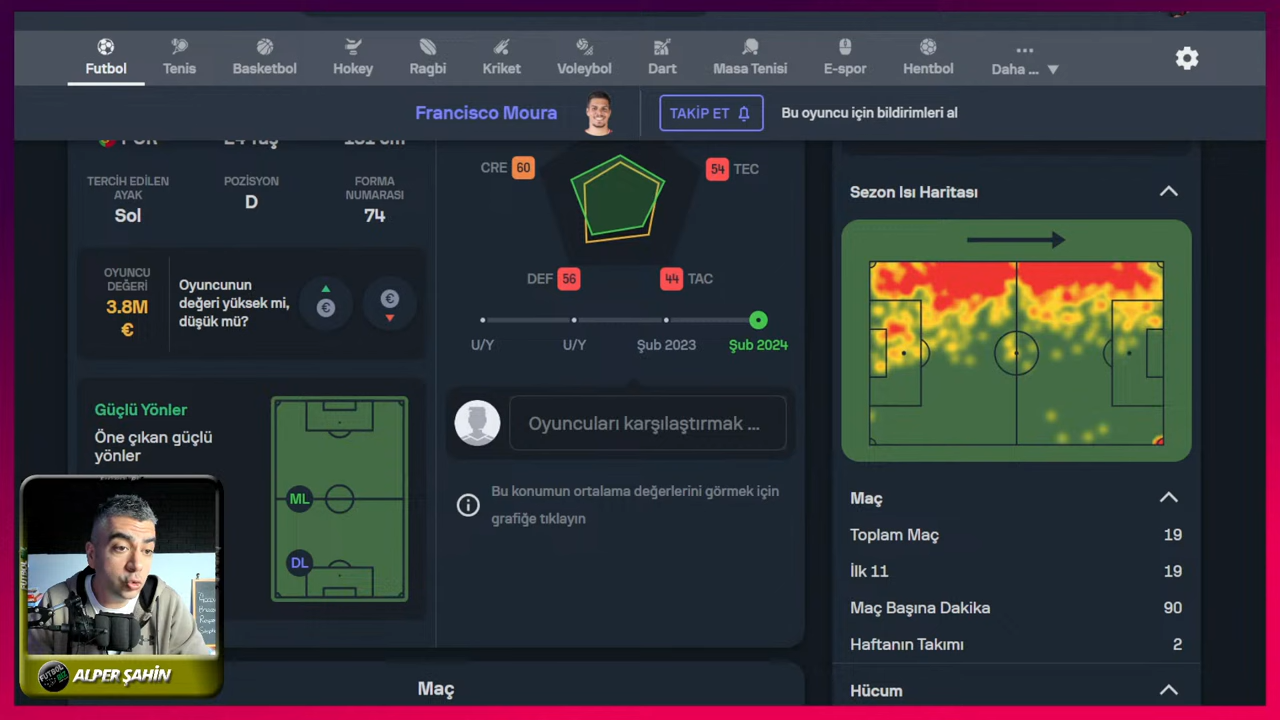 Futbol
Tenis
Basketbol
Hokey
Ragbi
Kriket
Voleybol
Dart
Masa Tenisi
E-spor
Hentbol
Daha ... ▼
Francisco Moura
TAKİP ET
Bu oyuncu için bildirimleri al
TERCİH EDİLEN
AYAK
Sol
POZİSYON
D
FORMA
NUMARASI
74
OYUNCU
DEĞERİ
3.8M
€
Oyuncunun
değeri yüksek mi,
düşük mü?
€
€
Güçlü Yönler
Öne çıkan güçlü
yönler
ML
DL
CRE 60
54 TEC
DEF 56
44 TAC
U/Y
U/Y
Şub 2023
Şub 2024
Oyuncuları karşılaştırmak ...
Bu konumun ortalama değerlerini görmek için
grafiğe tıklayın
Maç
Sezon Isı Haritası
Maç
Toplam Maç 19
İlk 11 19
Maç Başına Dakika 90
Haftanın Takımı 2
Hücum
ALPER ŞAHİN